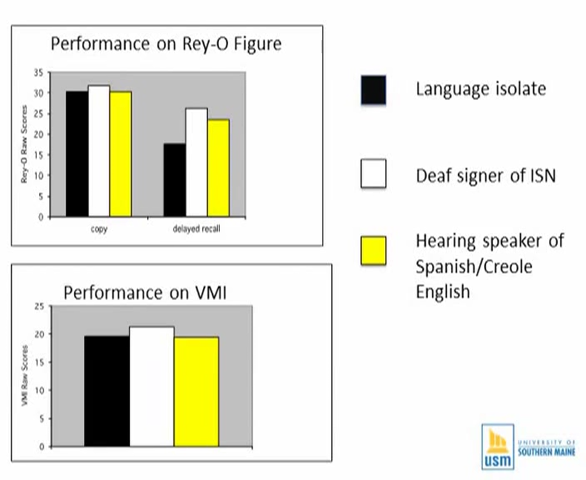 Performance on Rey-O Figure
Rey-O Raw Scores
35
30
25
20
15
10
5
0
copy
delayed recall
Language isolate
Deaf signer of ISN
Hearing speaker of
Spanish/Creole
English
Performance on VMI
VMI Raw Scores
25
20
15
10
5
0
usm
UNIVERSITY OF
SOUTHERN MAINE